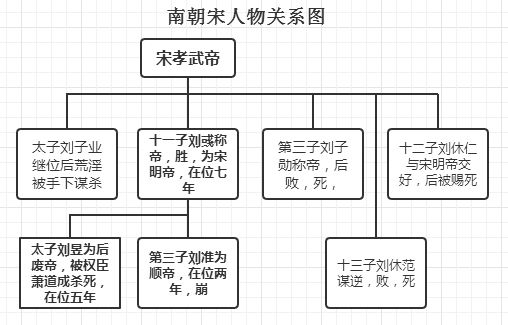 南朝宋人物关系图
宋孝武帝
太子刘子业
继位后荒淫
被手下谋杀
十一子刘彧称
帝，胜，为宋
明帝，在位七
年
第三子刘子
勋称帝，后
败，死，
十二子刘休仁
与宋明帝交
好，后被赐死
太子刘昱为后
废帝，被权臣
萧道成杀死，
在位五年
第三子刘准为
顺帝，在位两
年，崩
十三子刘休范
谋逆，败，死